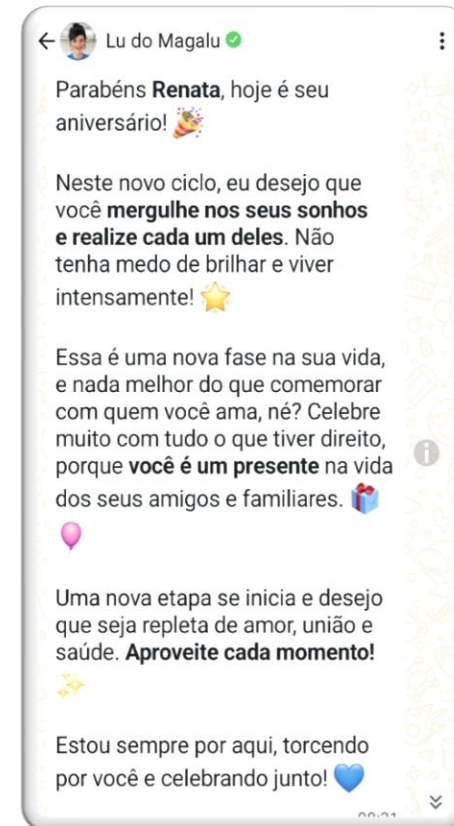 Lu do Magalu
Parabéns Renata, hoje é seu
aniversário! 🎉
Neste novo ciclo, eu desejo que
você mergulhe nos seus sonhos
e realize cada um deles. Não
tenha medo de brilhar e viver
intensamente! 🌟
Essa é uma nova fase na sua vida,
e nada melhor do que comemorar
com quem você ama, né? Celebre
muito com tudo o que tiver direito,
porque você é um presente na vida
dos seus amigos e familiares. 🎁
🎈
Uma nova etapa se inicia e desejo
que seja repleta de amor, união e
saúde. Aproveite cada momento!
✨
Estou sempre por aqui, torcendo
por você e celebrando junto! 💙